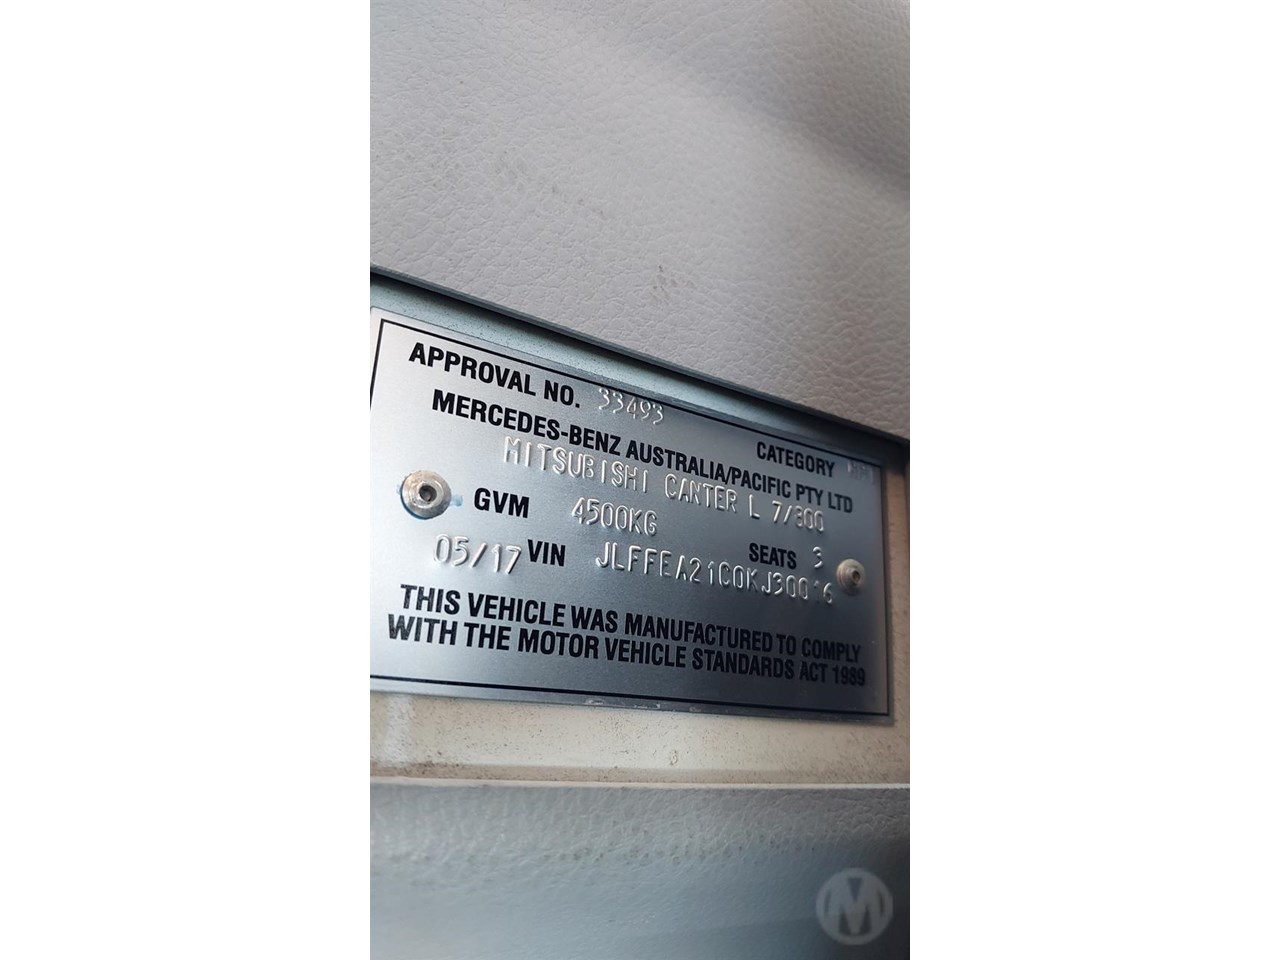 APPROVAL NO. 33493
CATEGORY
MERCEDES-BENZ AUSTRALIA/PACIFIC PTY LTD
MITSUBISHI CANTER L 7/800
GVM 4500KG SEATS 3
05/17 VIN
THIS VEHICLE WAS MANUFACTURED TO COMPLY
WITH THE MOTOR VEHICLE STANDARDS ACT 1989
M